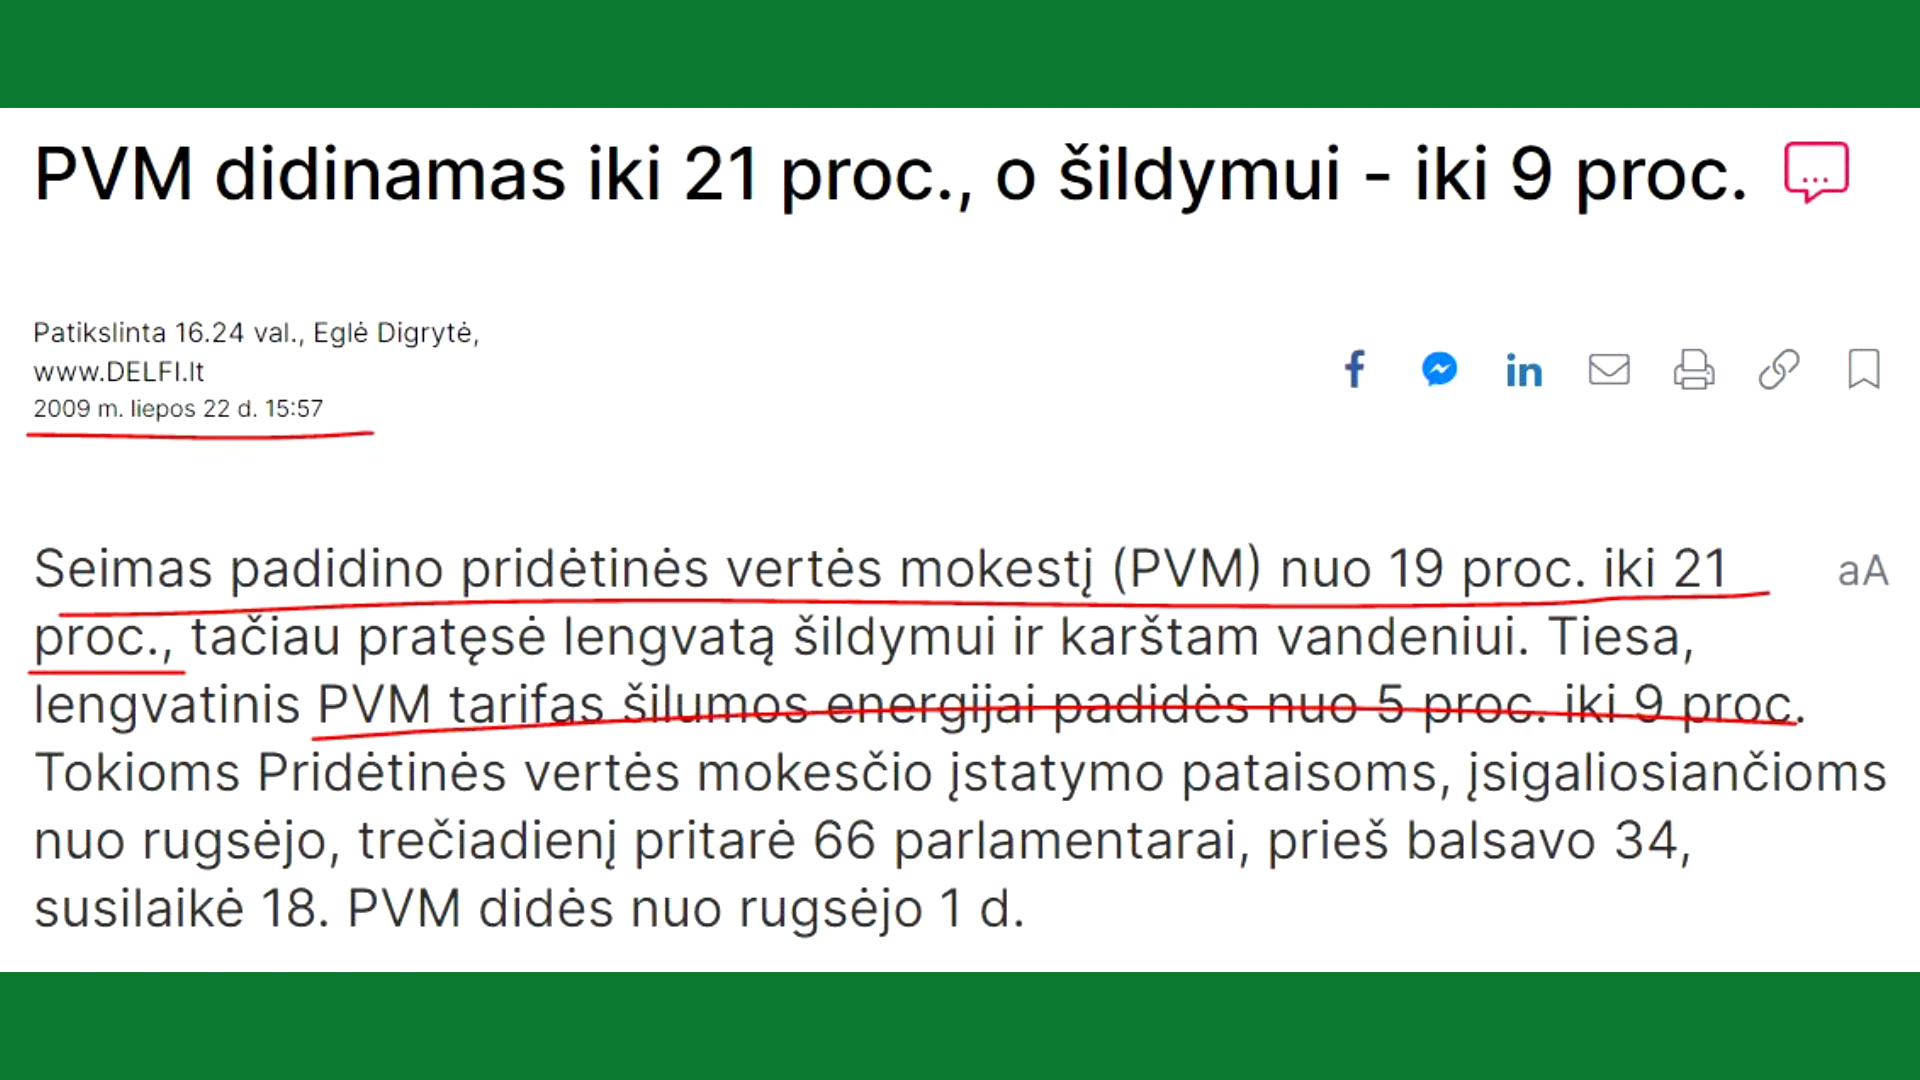 PVM didinamas iki 21 proc., o šildymui - iki 9 proc.
Patikslinta 16.24 val., Eglė Digrytė,
www.DELFI.lt
2009 m. liepos 22 d. 15:57
Seimas padidino pridėtinės vertės mokestį (PVM) nuo 19 proc. iki 21
aA
proc., tačiau pratęsė lengvatą šildymui ir karštam vandeniui. Tiesa,
lengvatinis PVM tarifas šilumos energijai padidės nuo 5 proc. iki 9 proc.
Tokioms Pridėtinės vertės mokesčio įstatymo pataisoms, įsigaliosiančioms
nuo rugsėjo, trečiadienį pritarė 66 parlamentarai, prieš balsavo 34,
susilaikė 18. PVM didės nuo rugsėjo 1 d.